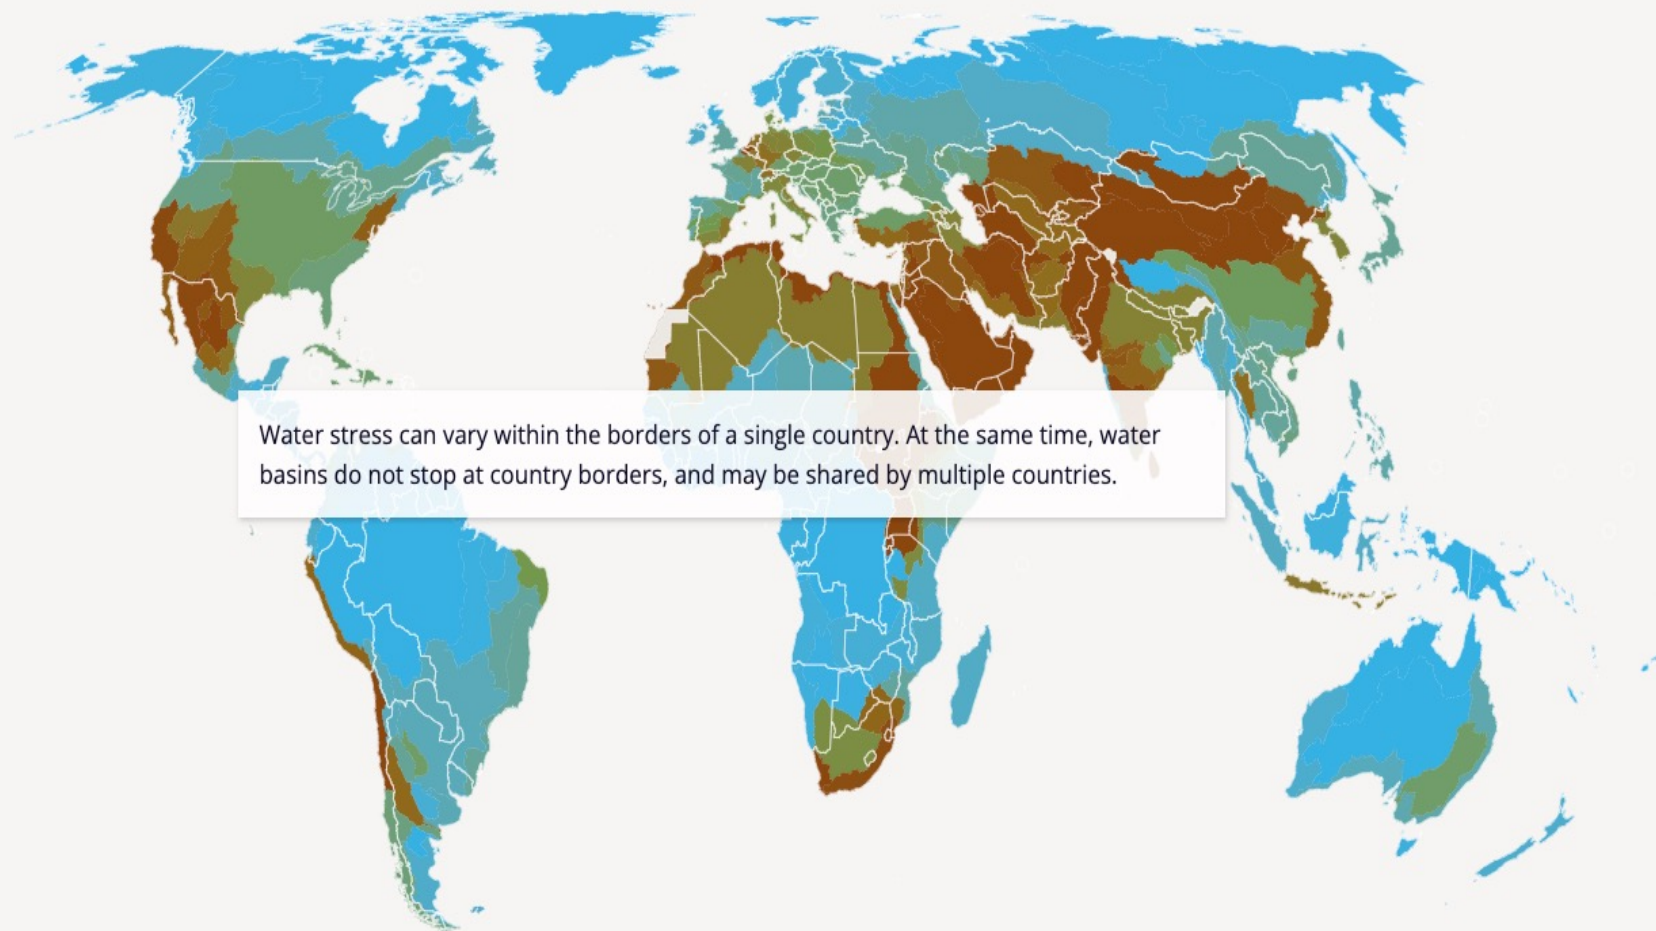 Water stress can vary within the borders of a single country. At the same time, water
basins do not stop at country borders, and may be shared by multiple countries.